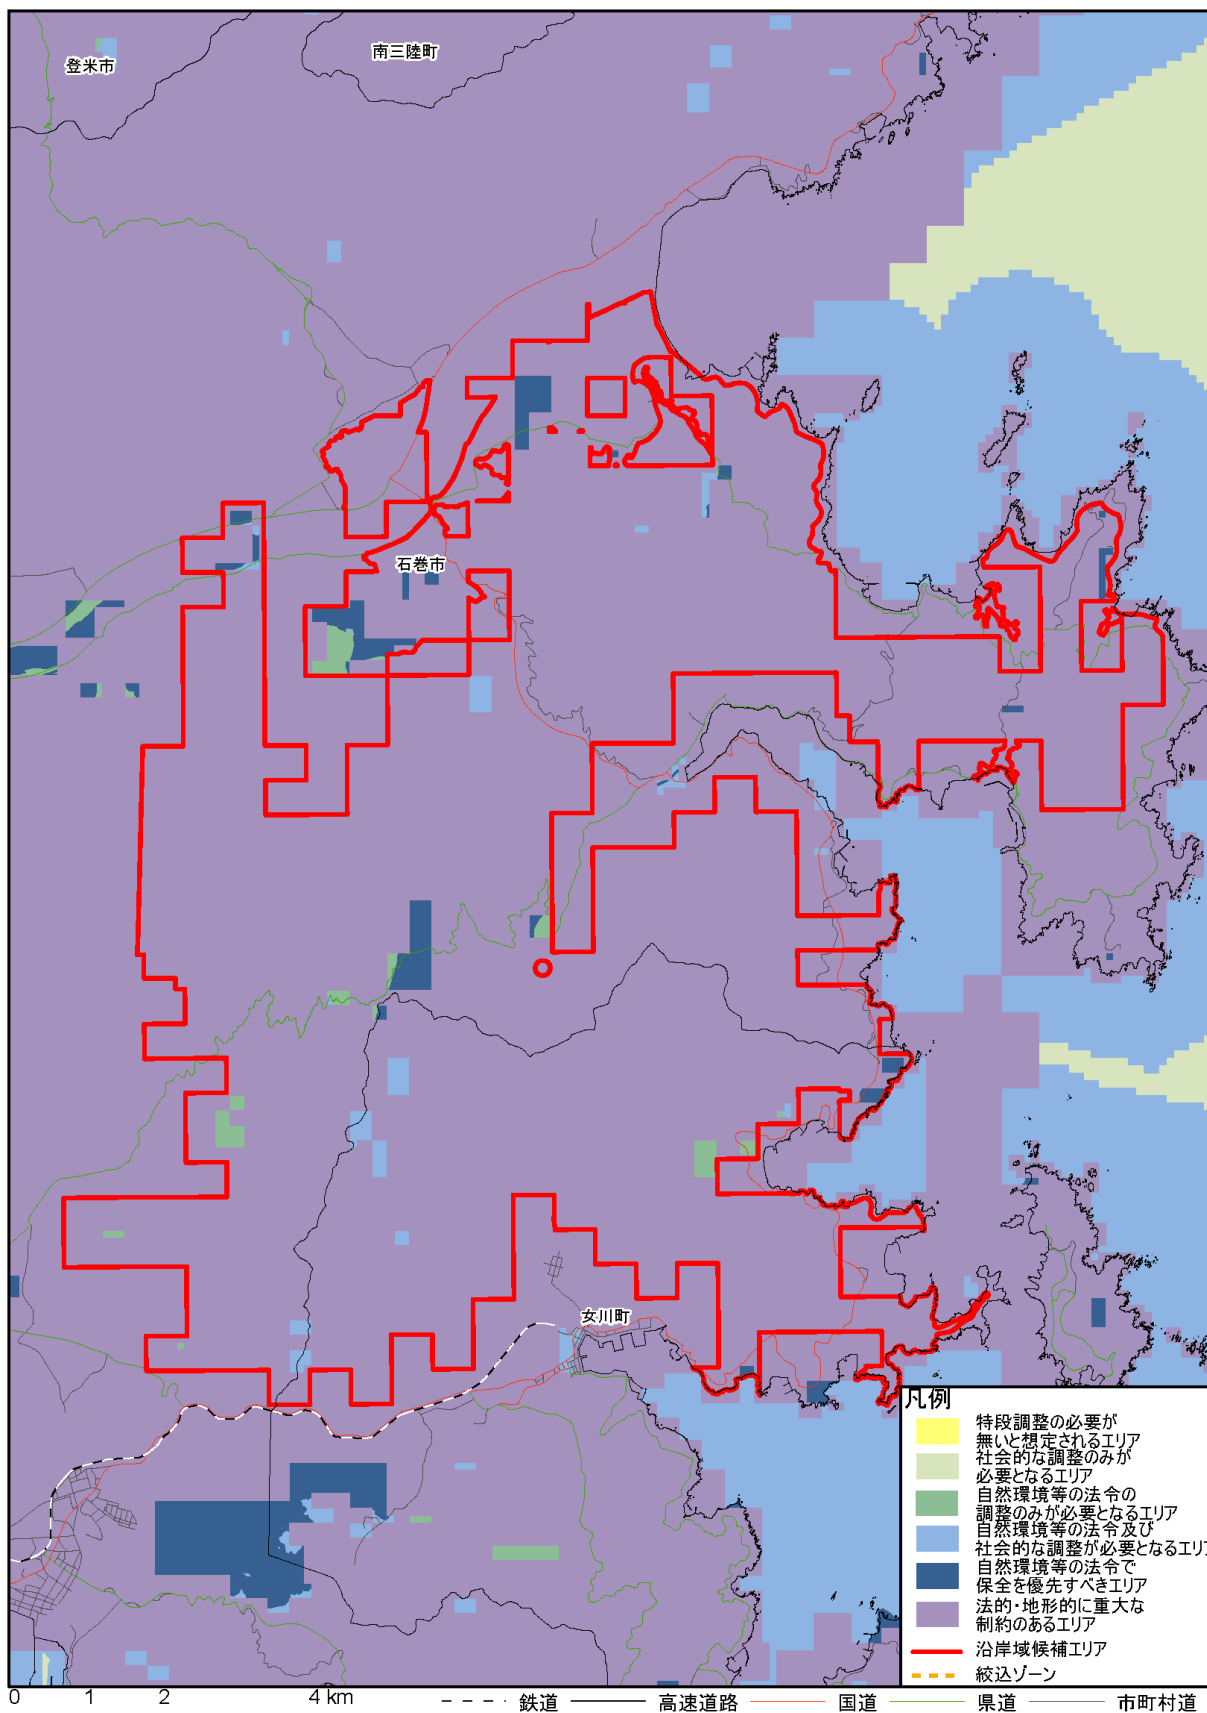 登米市
南三陸町
石巻市
女川町
凡例
特段調整の必要が
無いと想定されるエリア
社会的な調整のみが
必要となるエリア
自然環境等の法令の
調整のみが必要となるエリア
自然環境等の法令及び
社会的な調整が必要となるエリア
自然環境等の法令で
保全を優先すべきエリア
法的・地形的に重大な
制約のあるエリア
沿岸域候補エリア
絞込ゾーン
0 1 2 4 km
鉄道 高速道路 国道 県道 市町村道